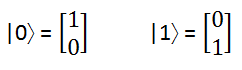 |0⟩ = [1 0] |1⟩ = [0 1]